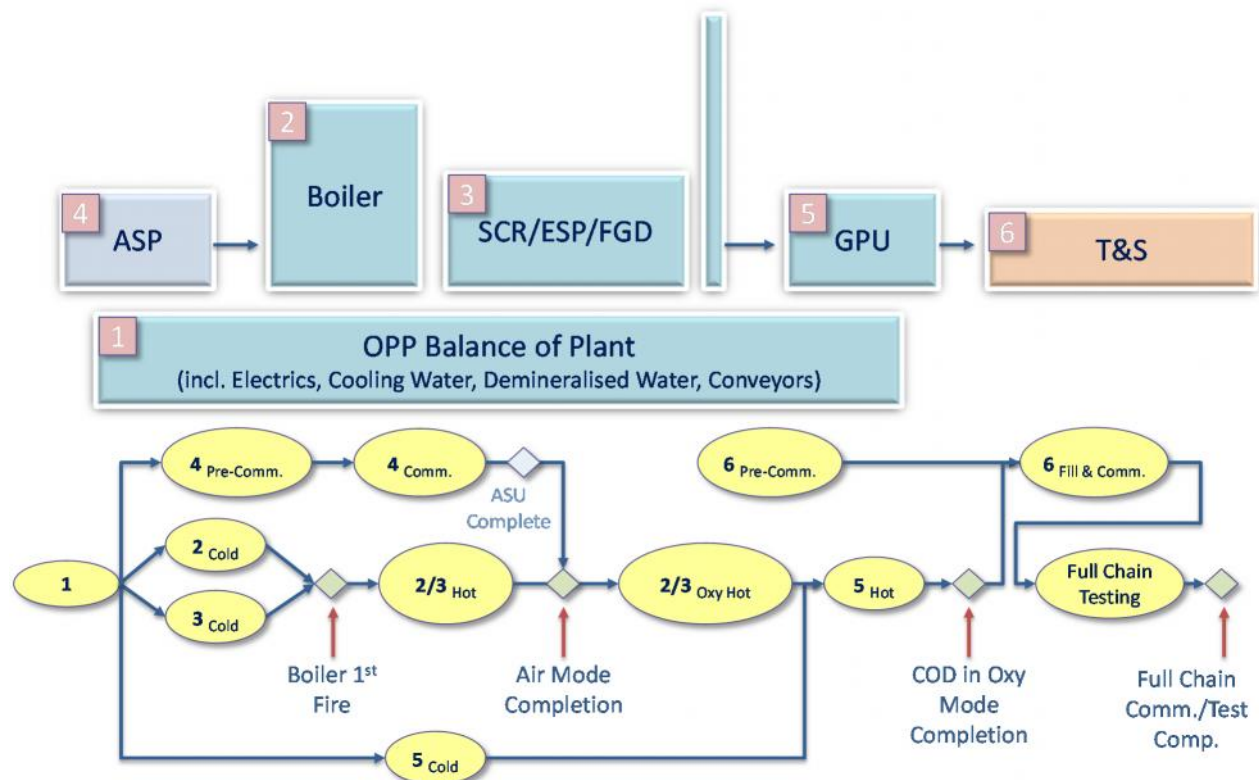 2
Boiler
4
ASP
3
SCR/ESP/FGD
5
GPU
6
T&S
1
OPP Balance of Plant
(incl. Electrics, Cooling Water, Demineralised Water, Conveyors)
4 Pre-Comm.
4 Comm.
ASU
Complete
6 Pre-Comm.
6 Fill & Comm.
1
2 Cold
3 Cold
2/3 Hot
2/3 Oxy Hot
5 Hot
Full Chain
Testing
Boiler 1st
Fire
Air Mode
Completion
COD in Oxy
Mode
Completion
Full Chain
Comm./Test
Comp.
5 Cold